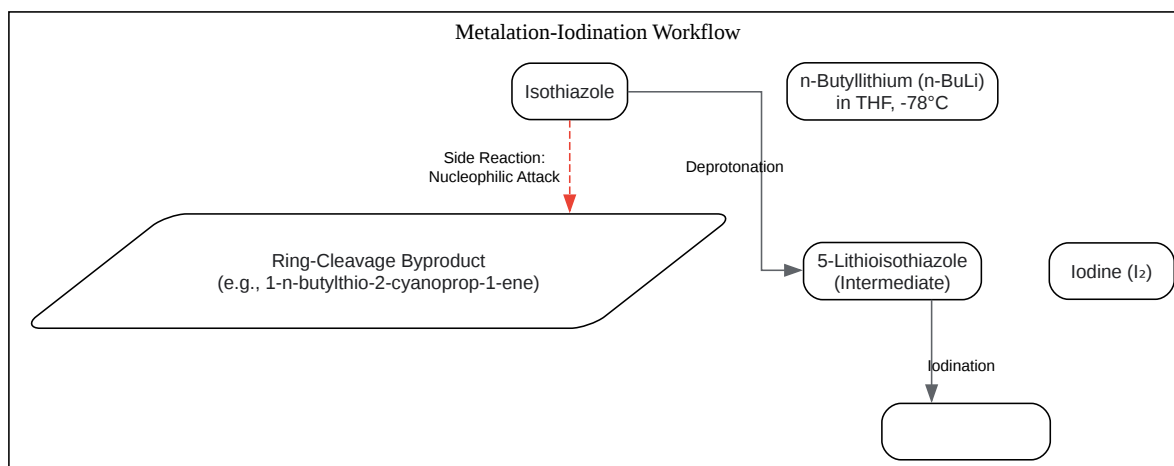 Metalation-Iodination Workflow
Isothiazole
n-Butyllithium (n-BuLi)
in THF, -78°C
Side Reaction:
Nucleophilic Attack
Deprotonation
Ring-Cleavage Byproduct
(e.g., 1-n-butylthio-2-cyanoprop-1-ene)
5-Lithioisothiazole
(Intermediate)
Iodine (I₂)
Iodination